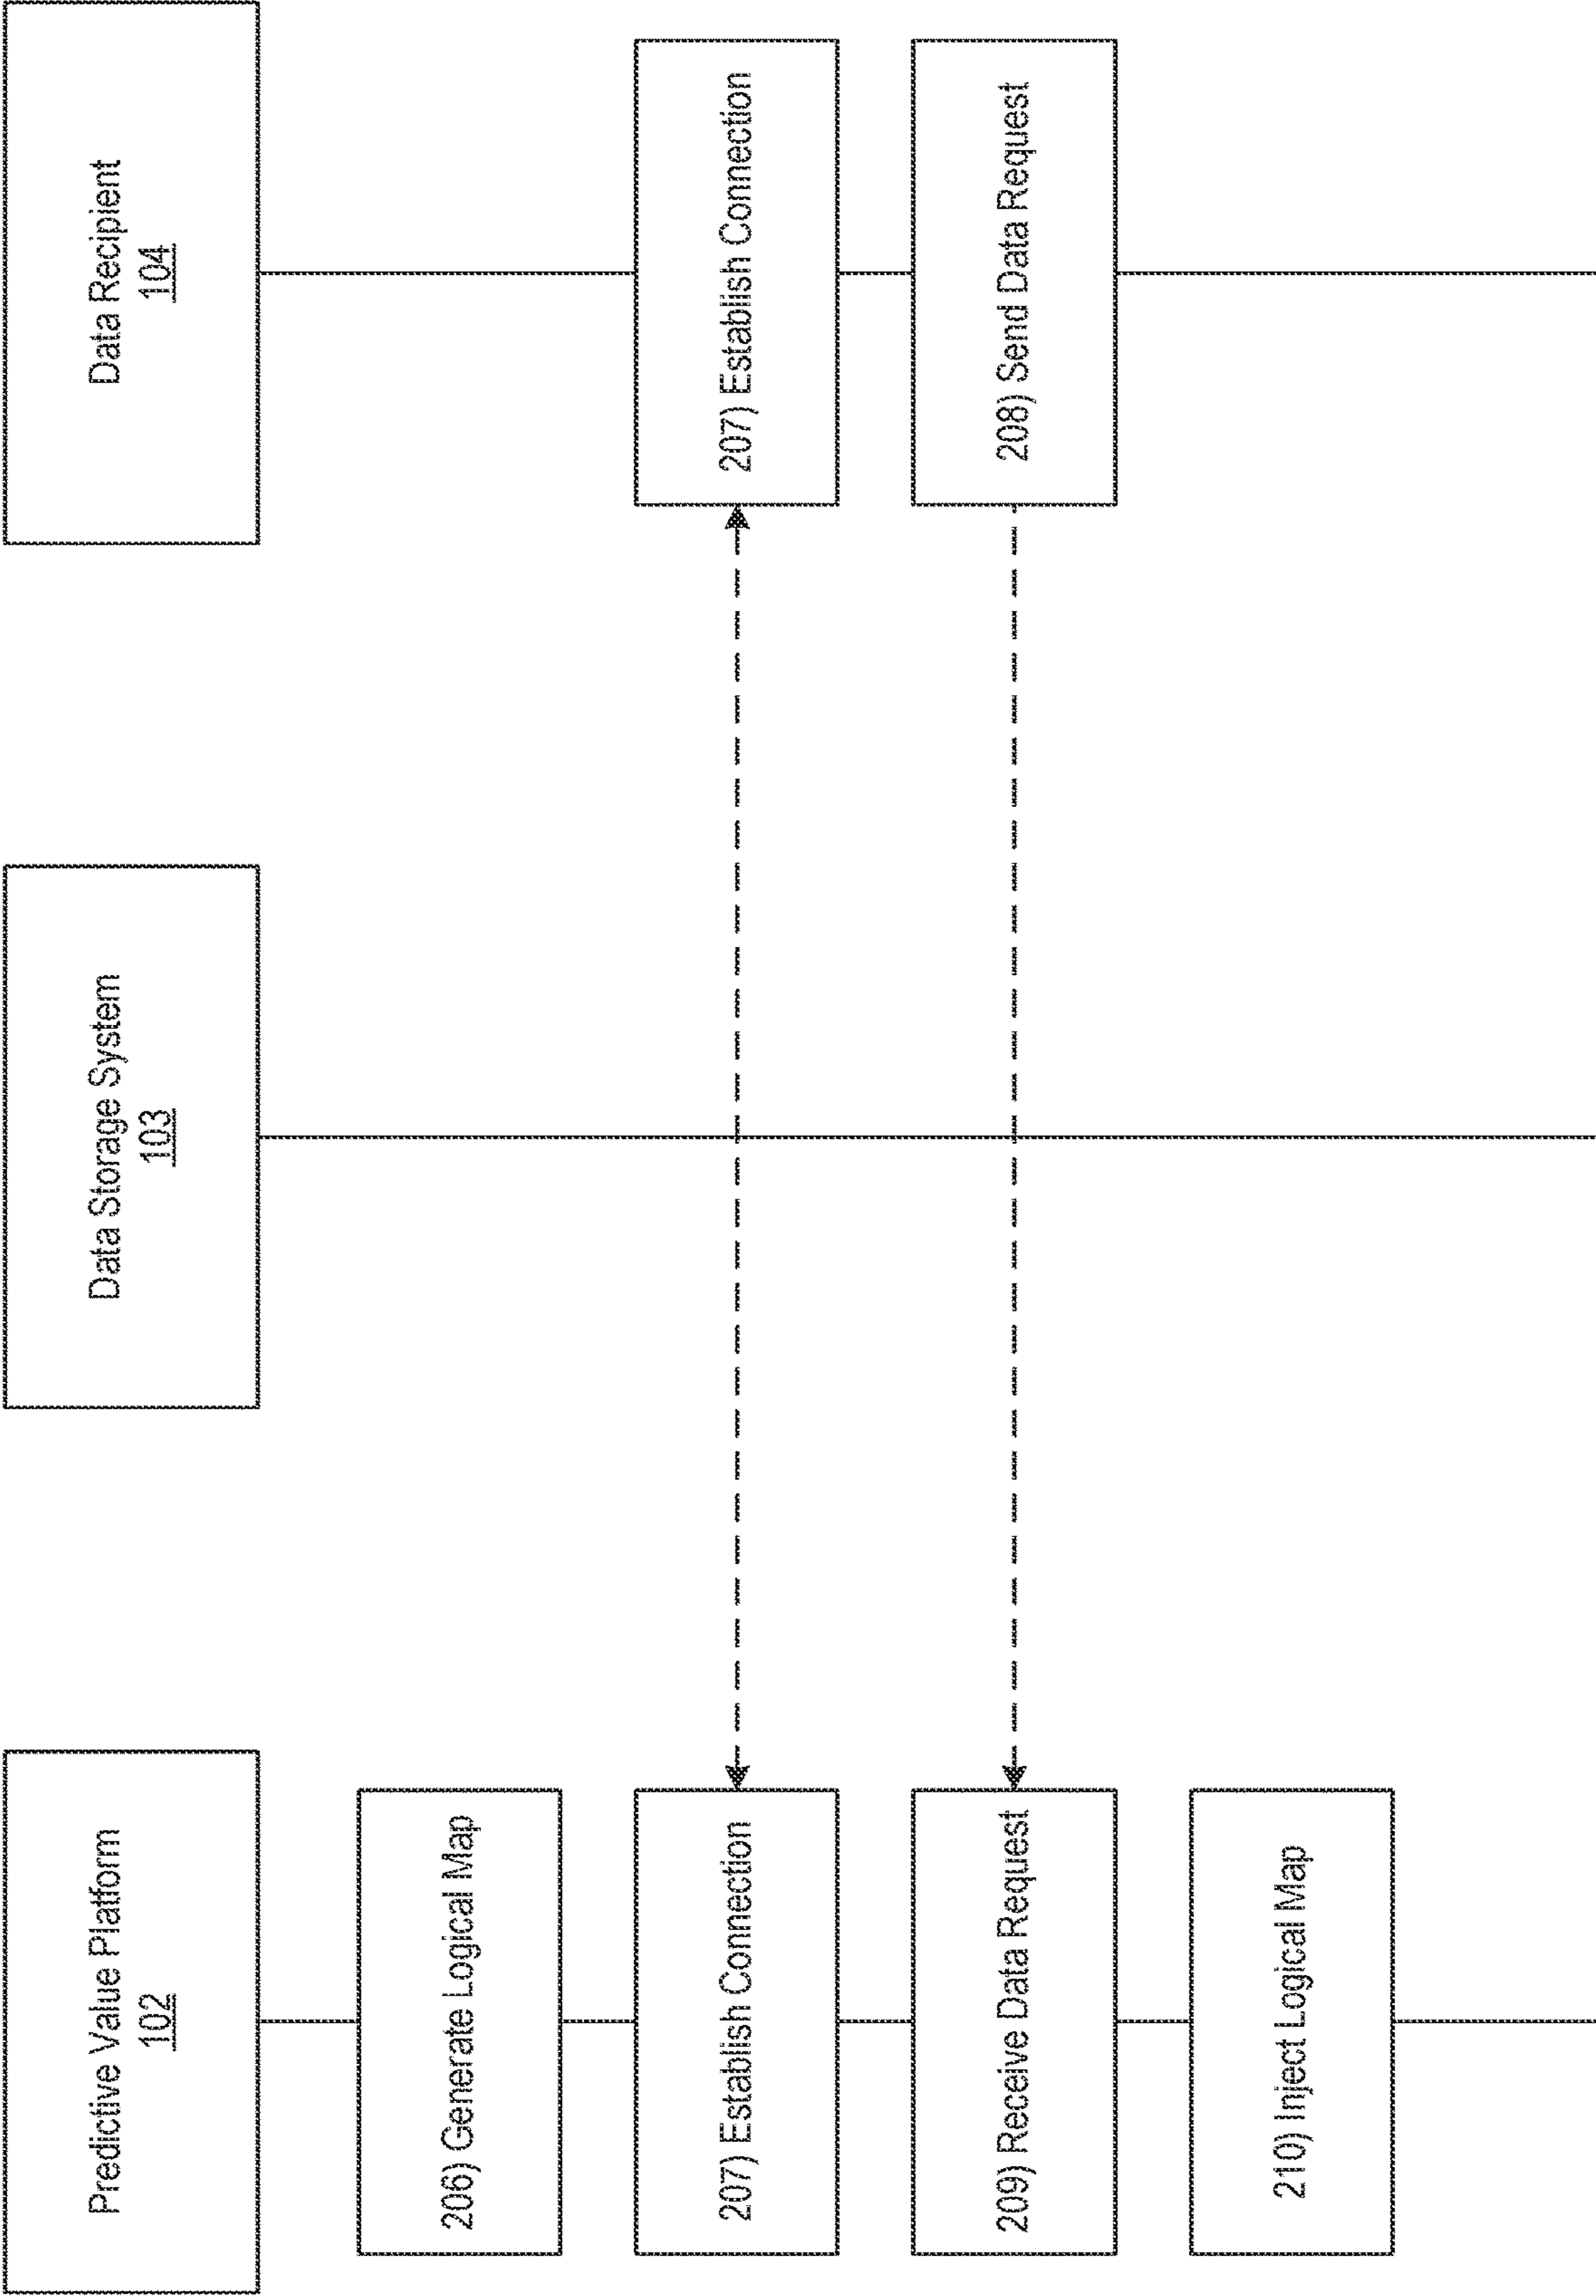 Predictive Value Platform
102
Data Storage System
103
Data Recipient
104
206) Generate Logical Map
207) Establish Connection
207) Establish Connection
209) Receive Data Request
208) Send Data Request
210) Inject Logical Map